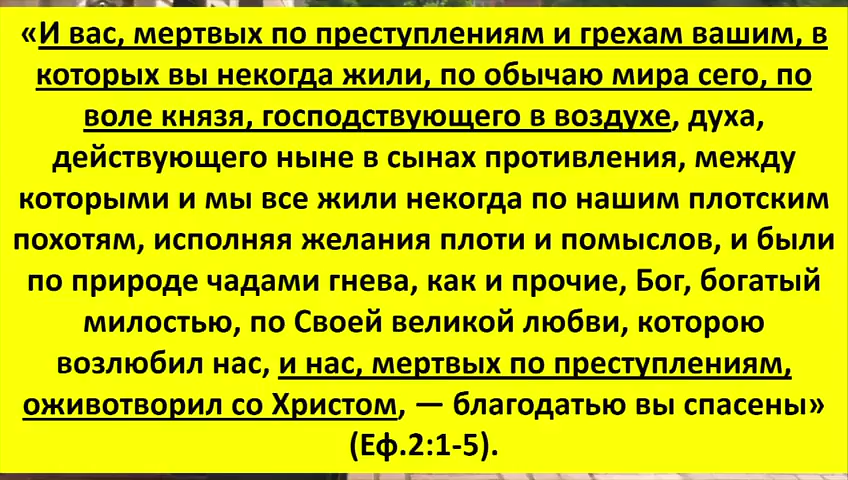 «И вас, мертвых по преступлениям и грехам вашим, в
которых вы некогда жили, по обычаю мира сего, по
воле князя, господствующего в воздухе, духа,
действующего ныне в сынах противления, между
которыми и мы все жили некогда по нашим плотским
похотям, исполняя желания плоти и помыслов, и были
по природе чадами гнева, как и прочие, Бог, богатый
милостью, по Своей великой любви, которою
возлюбил нас, и нас, мертвых по преступлениям,
оживотворил со Христом, — благодатью вы спасены»
(Еф.2:1-5).